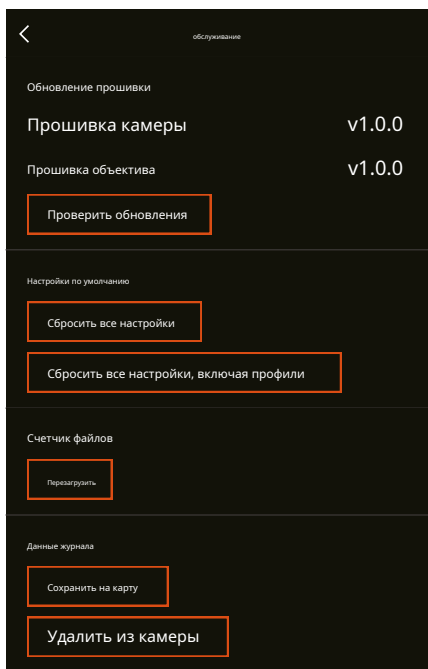 обслуживание
Обновление прошивки
Прошивка камеры v1.0.0
Прошивка объектива v1.0.0
Проверить обновления
Настройки по умолчанию
Сбросить все настройки
Сбросить все настройки, включая профили
Счетчик файлов
Перезагрузить
Данные журнала
Сохранить на карту
Удалить из камеры